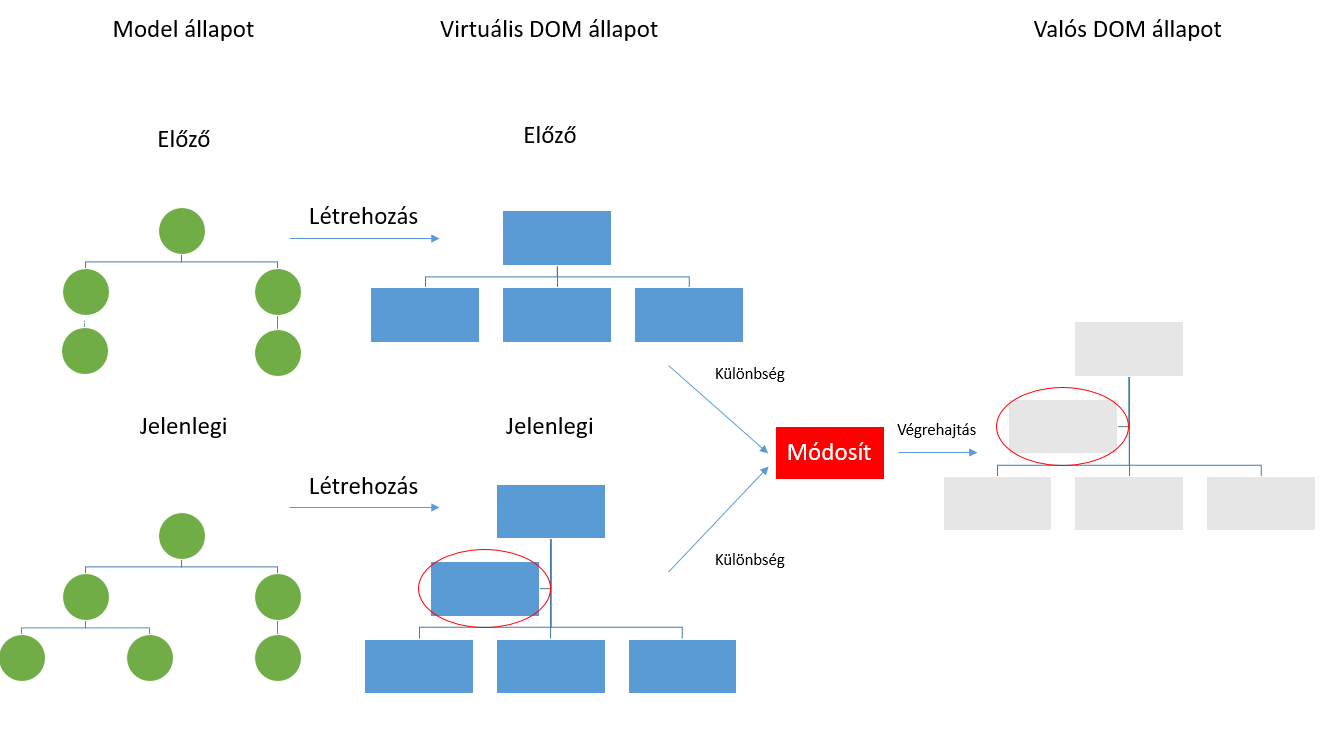 Model állapot
Virtuális DOM állapot
Valós DOM állapot
Előző
Előző
Létrehozás
Különbség
Jelenlegi
Jelenlegi
Módosít
Végrehajtás
Létrehozás
Különbség